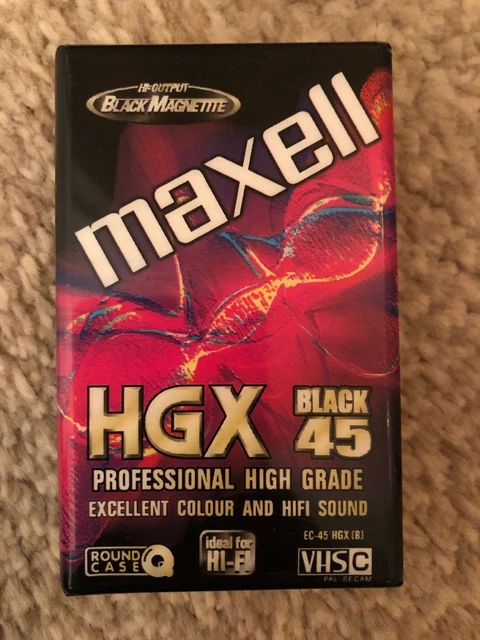 HI-OUTPUT
BLACK MAGNETITE
maxell
HGX BLACK 45
PROFESSIONAL HIGH GRADE
EXCELLENT COLOUR AND HIFI SOUND
EC-45 HGX (B)
ROUND CASE
ideal for
HI-FI
VHS C
PAL SECAM